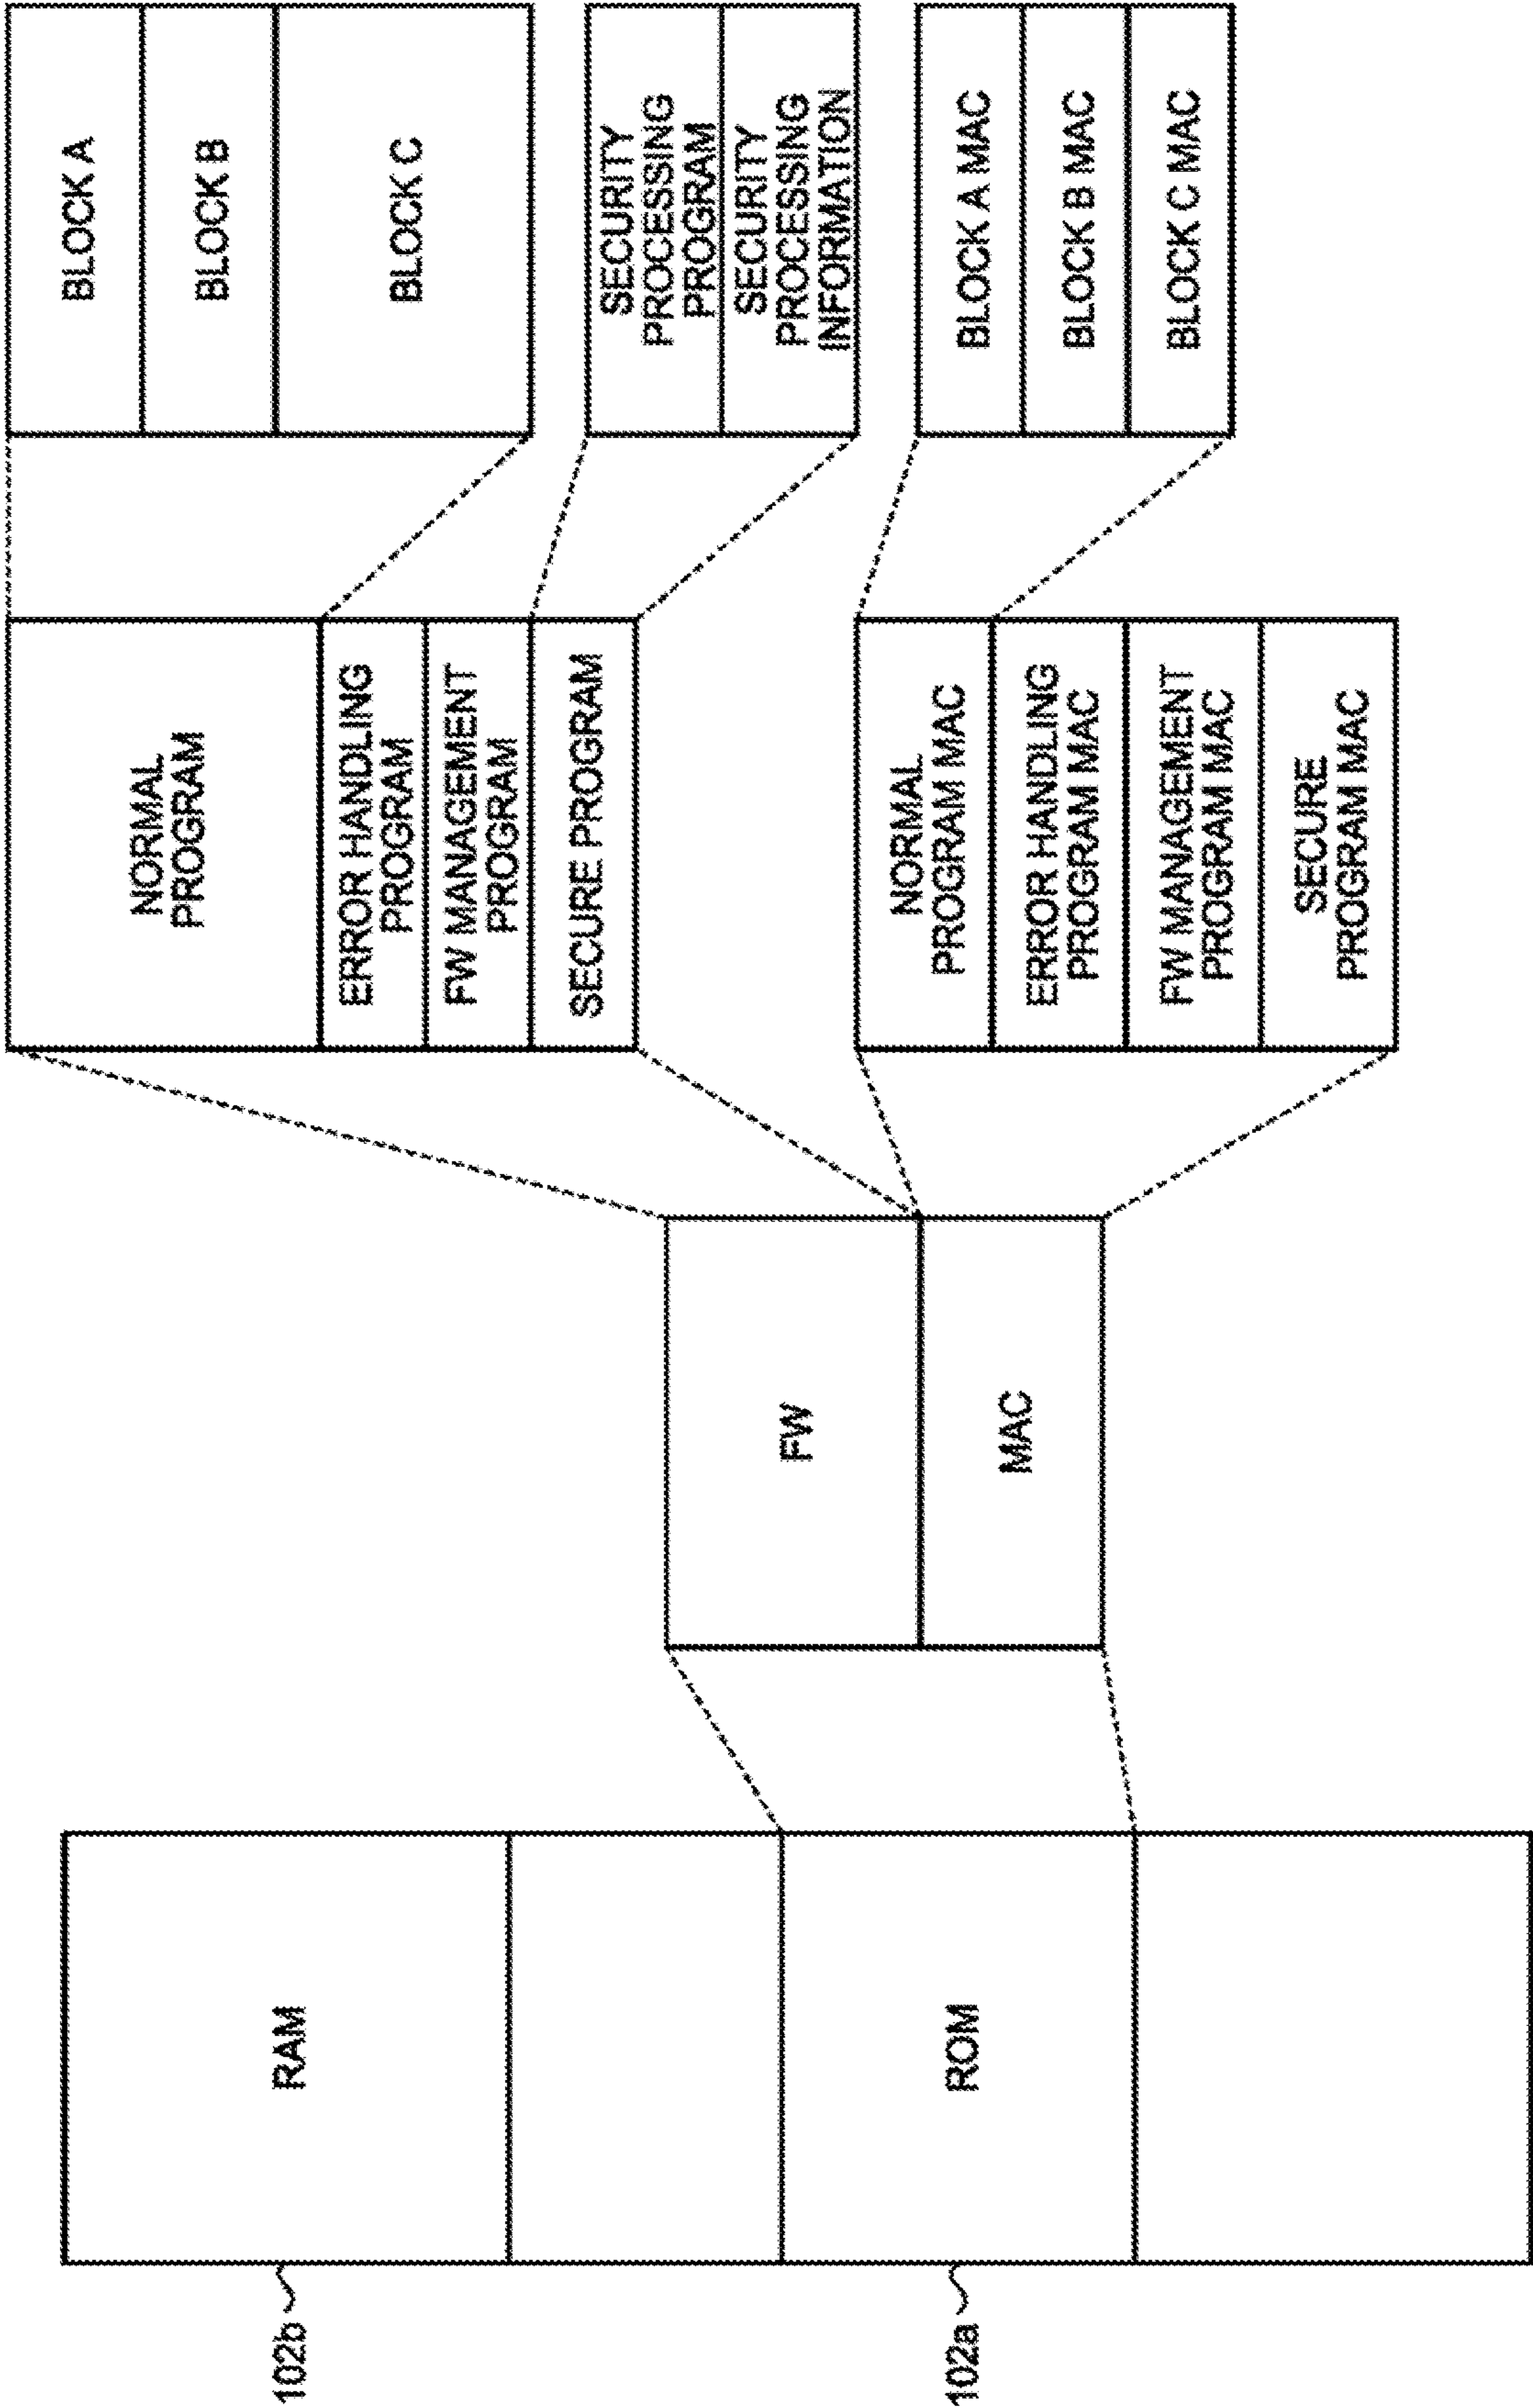 102b
RAM
102a
ROM
FW
MAC
NORMAL
PROGRAM
ERROR HANDLING
PROGRAM
FW MANAGEMENT
PROGRAM
SECURE PROGRAM
NORMAL
PROGRAM MAC
ERROR HANDLING
PROGRAM MAC
FW MANAGEMENT
PROGRAM MAC
SECURE
PROGRAM MAC
BLOCK A
BLOCK B
BLOCK C
SECURITY
PROCESSING
PROGRAM
SECURITY
PROCESSING
INFORMATION
BLOCK A MAC
BLOCK B MAC
BLOCK C MAC